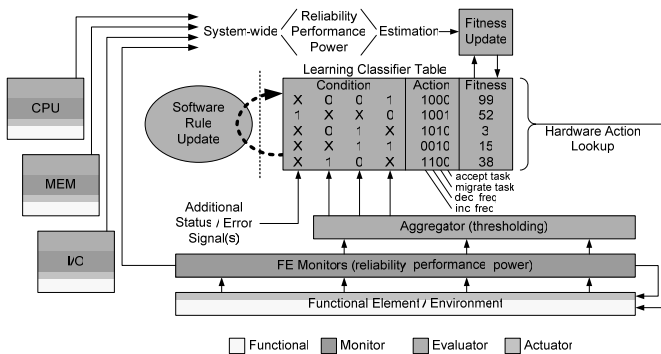 System-wide
Reliability
Performance
Power
Estimation
Fitness
Update
Learning Classifier Table
Condition Action Fitness
X 0 0 1 1000 99
1 X X 0 1001 52
X 0 1 X 1010 3
X X 1 1 0010 15
X 1 0 X 1100 38
Software
Rule
Update
Hardware Action
Lookup
CPU
MEM
I/C
accept task
migrate task
dec freq
inc freq
Additional
Status / Error
Signal(s)
Aggregator (thresholding)
FE Monitors (reliability performance power)
Functional Element / Environment
Functional Monitor Evaluator Actuator